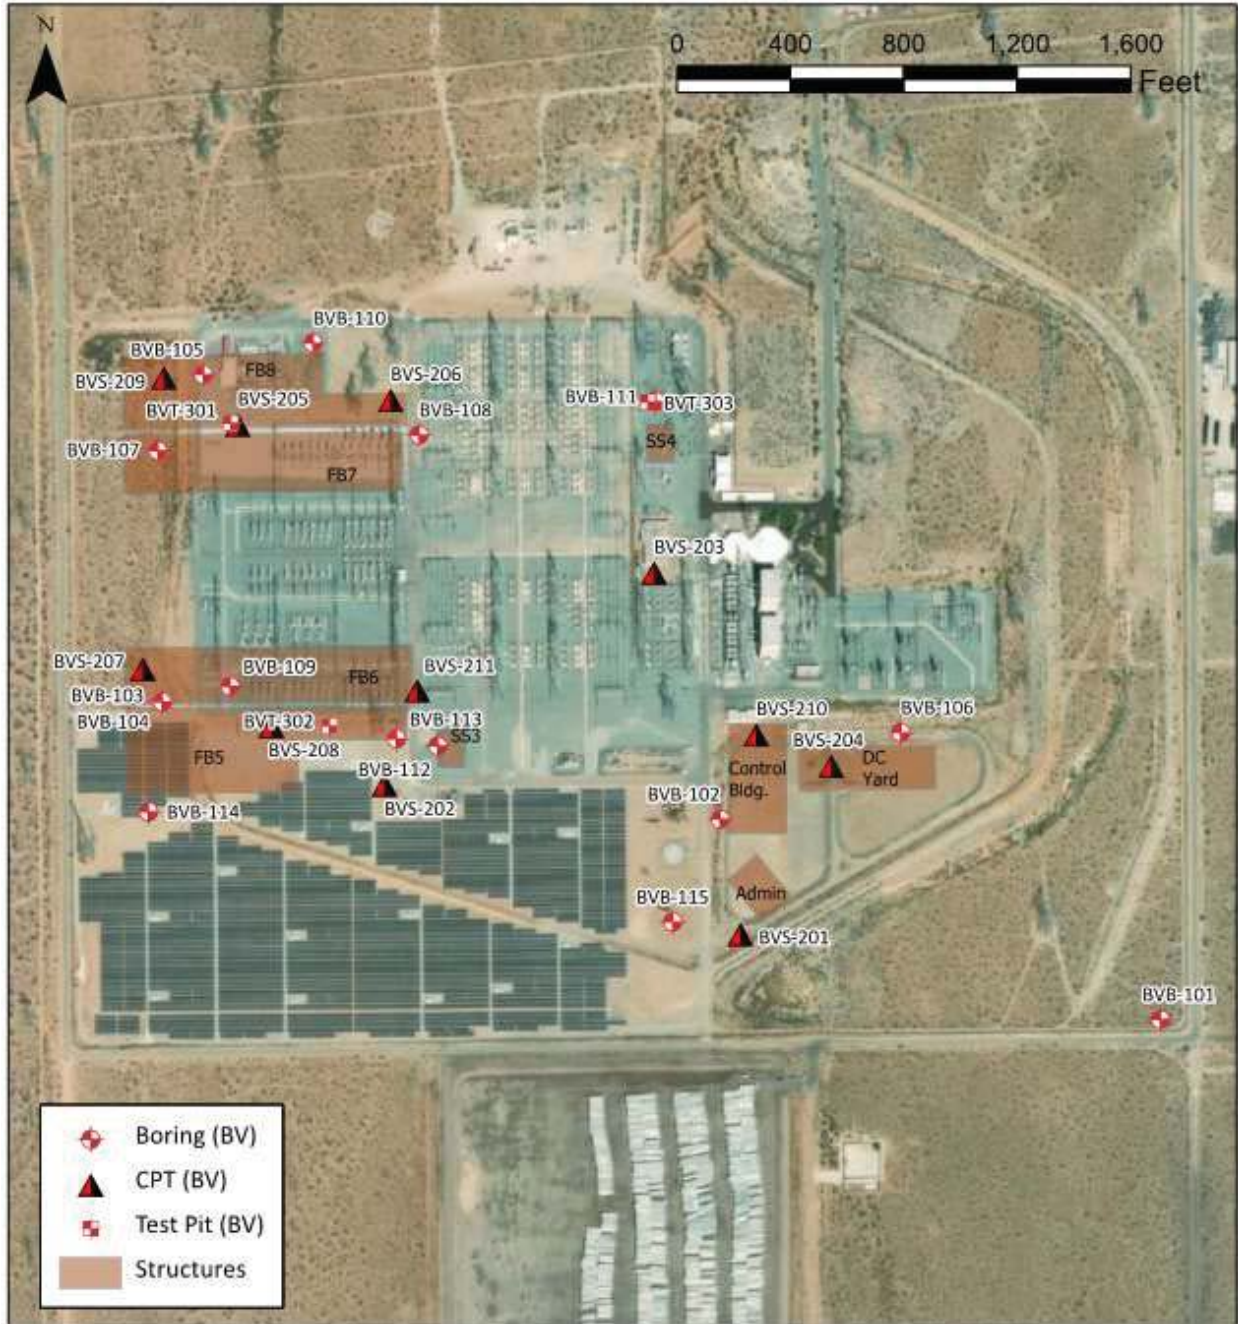 N
0 400 800 1,200 1,600
Feet
BVB-110
BVB-105
FB8
BVS-209
BVS-206
BVT-301
BVS-205
BVB-111
BVT-303
BVB-108
BVB-107
SS4
FB7
BVS-203
BVS-207
BVB-109
FB6
BVS-211
BVB-103
BVB-104
BVT-302
BVB-113
BVS-210
BVB-106
BVS-208
SS3
BVS-204
FB5
DC
Yard
Control
Bldg.
BVB-112
BVS-202
BVB-102
BVB-114
Admin
BVB-115
BVS-201
BVB-101
Boring (BV)
CPT (BV)
Test Pit (BV)
Structures